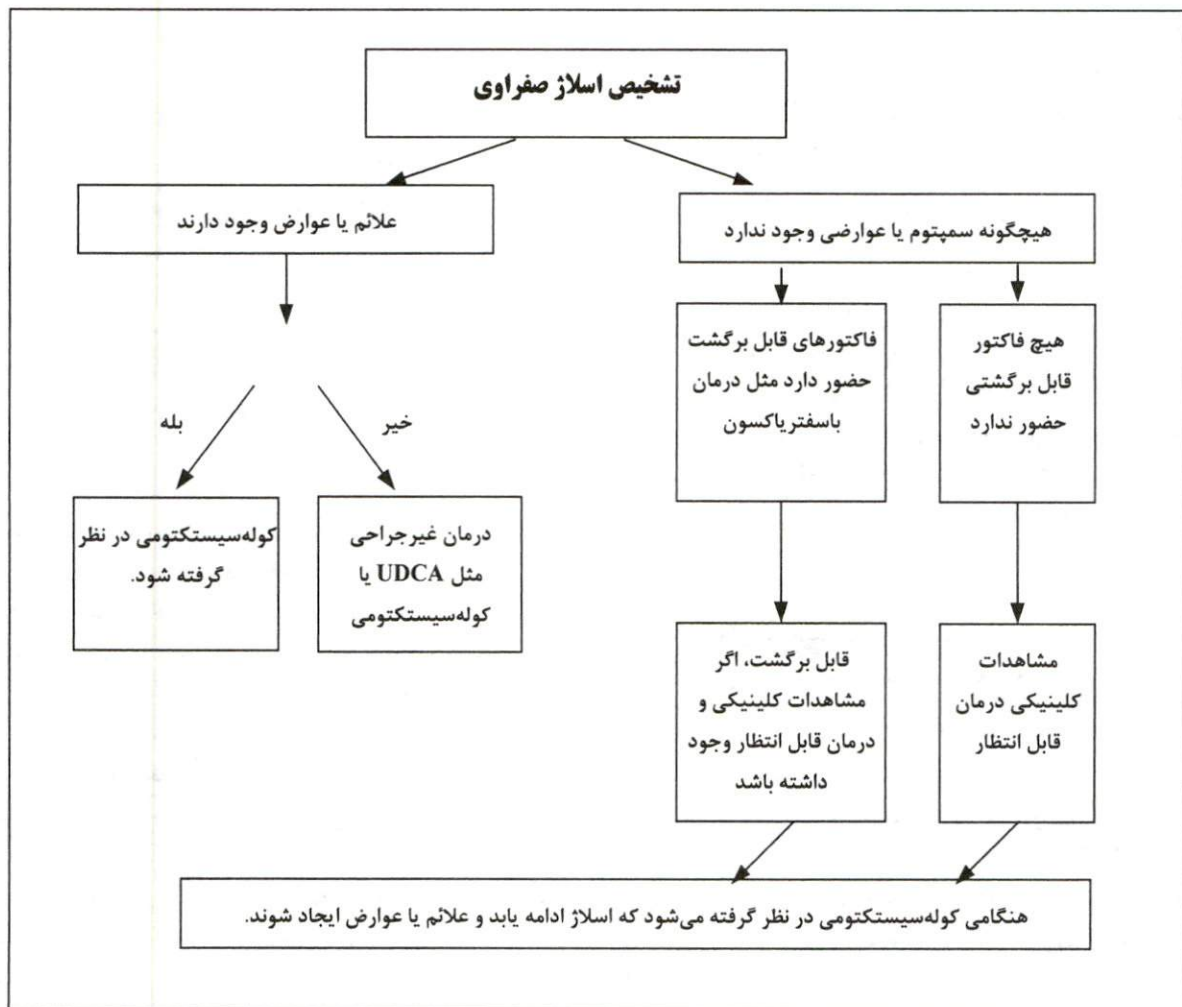 تشخیص اسلاژ صفراوی
هیچگونه سمپتوم یا عوارضی وجود ندارد
علائم یا عوارض وجود دارند
هیچ فاکتور
قابل برگشتی
حضور ندارد
فاکتورهای قابل برگشت
حضور دارد مثل درمان
باسفتریاکسون
خیر
بله
مشاهدات
کلینیکی درمان
قابل انتظار
قابل برگشت، اگر
مشاهدات کلینیکی و
درمان قابل انتظار وجود
داشته باشد
درمان غیرجراحی
مثل UDCA یا
کوله‌سیستکتومی
کوله‌سیستکتومی در نظر
گرفته شود.
هنگامی کوله‌سیستکتومی در نظر گرفته می‌شود که اسلاژ ادامه یابد و علائم یا عوارض ایجاد شوند.